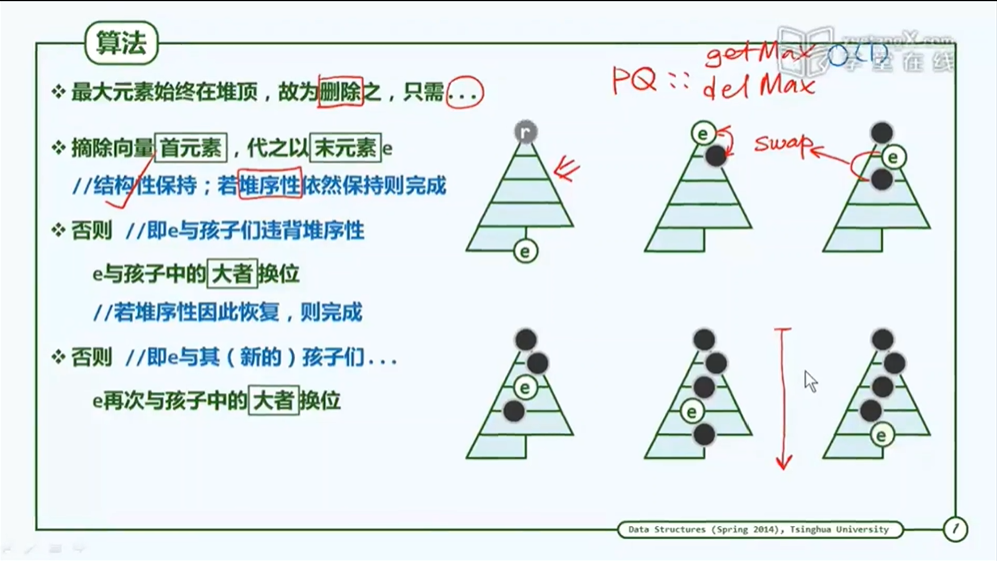 算法
PQ::
getMax O(1)
delMax
xuetangX.com
学堂在线
❖ 最大元素始终在堆顶，故为删除之，只需...
❖ 摘除向量首元素，代之以末元素e
//结构性保持；若堆序性依然保持则完成
❖ 否则 //即e与孩子们违背堆序性
e与孩子中的大者换位
//若堆序性因此恢复，则完成
❖ 否则 //即e与其（新的）孩子们...
e再次与孩子中的大者换位
r
e
e
swap
e
e
e
e
Data Structures (Spring 2014), Tsinghua University